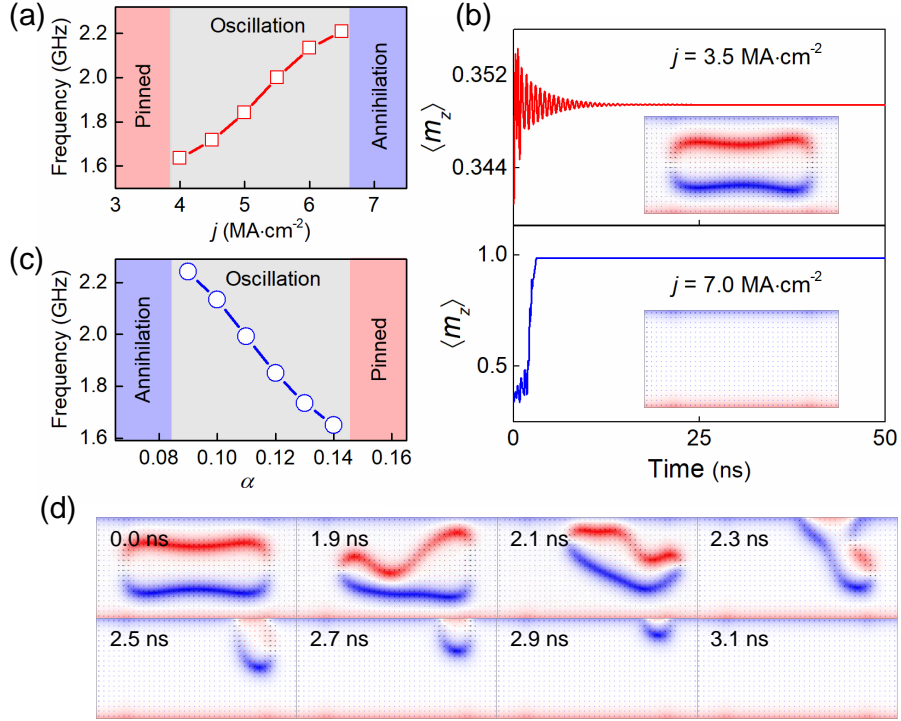 (a)
Frequency (GHz)
2.2
2.0
1.8
1.6
Pinned
Oscillation
Annihilation
3 4 5 6 7
j (MA·cm⁻²)
(b)
⟨m_z⟩
0.352
0.344
j = 3.5 MA·cm⁻²
⟨m_z⟩
1.0
0.5
j = 7.0 MA·cm⁻²
0 25 50
Time (ns)
(c)
Frequency (GHz)
2.2
2.0
1.8
1.6
Annihilation
Oscillation
Pinned
0.08 0.10 0.12 0.14 0.16
α
(d)
0.0 ns 1.9 ns 2.1 ns 2.3 ns
2.5 ns 2.7 ns 2.9 ns 3.1 ns